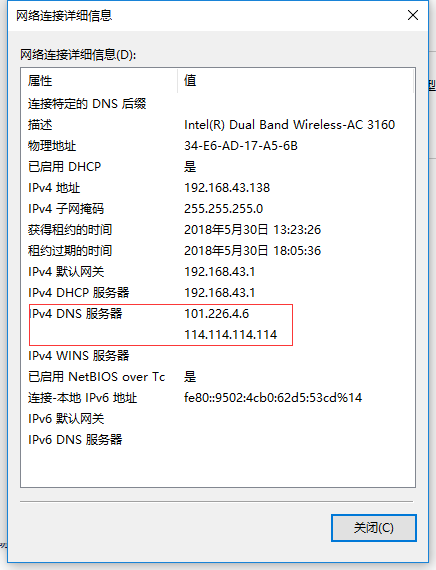 网络连接详细信息
网络连接详细信息(D):
属性 值
连接特定的 DNS 后缀
描述 Intel(R) Dual Band Wireless-AC 3160
物理地址 34-E6-AD-17-A5-6B
已启用 DHCP 是
IPv4 地址 192.168.43.138
IPv4 子网掩码 255.255.255.0
获得租约的时间 2018年5月30日 13:23:26
租约过期的时间 2018年5月30日 18:05:36
IPv4 默认网关 192.168.43.1
IPv4 DHCP 服务器 192.168.43.1
IPv4 DNS 服务器 101.226.4.6
114.114.114.114
IPv4 WINS 服务器
已启用 NetBIOS over Tc 是
连接-本地 IPv6 地址 fe80::9502:4cb0:62d5:53cd%14
IPv6 默认网关
IPv6 DNS 服务器
关闭(C)